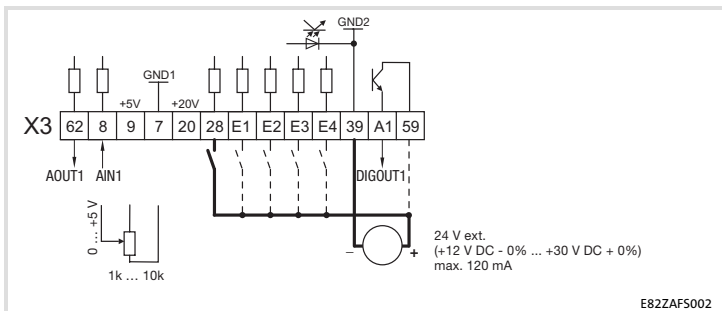 GND2
GND1
+5V
+20V
X3 62 8 9 7 20 28 E1 E2 E3 E4 39 A1 59
AOUT1 AIN1 DIGOUT1
0 ... +5 V
1k ... 10k
– +
24 V ext.
(+12 V DC - 0% ... +30 V DC + 0%)
max. 120 mA
E82ZAFS002